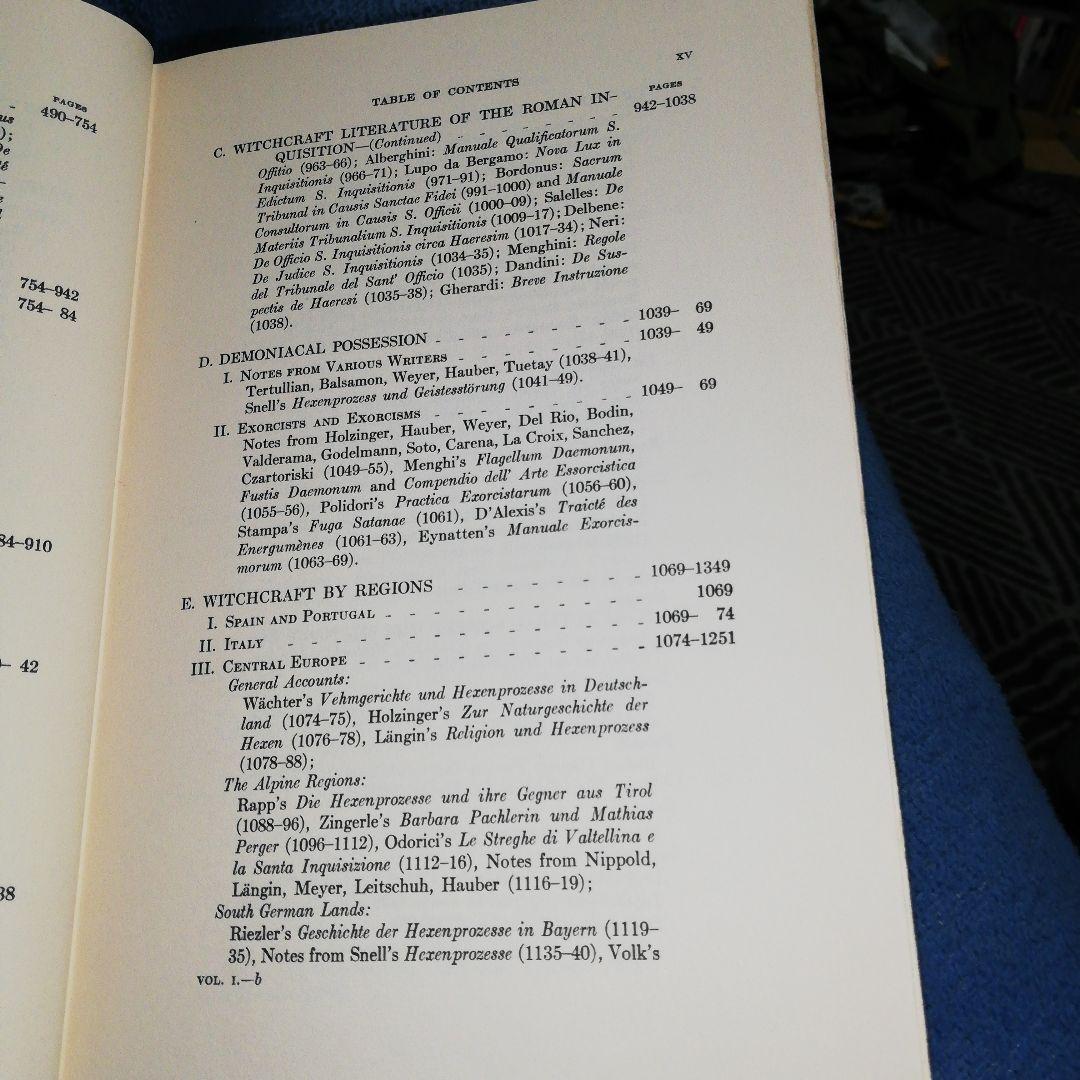 PAGES
490–754
754–942
754– 84
84–910
– 42
38
xv
TABLE OF CONTENTS
PAGES
C. WITCHCRAFT LITERATURE OF THE ROMAN IN-
QUISITION—(Continued) - - - - - - - 942–1038
Offitio (963–66); Alberghini: Manuale Qualificatorum S.
Inquisitionis (966–71); Lupo da Bergamo: Nova Lux in
Edictum S. Inquisitionis (971–91); Bordonus: Sacrum
Tribunal in Causis Sanctae Fidei (991–1000) and Manuale
Consultorum in Causis S. Officii (1000–09); Salelles: De
Materiis Tribunalium S. Inquisitionis (1009–17); Delbene:
De Officio S. Inquisitionis circa Haeresim (1017–34); Neri:
De Judice S. Inquisitionis (1034–35); Menghini: Regole
del Tribunale del Sant' Officio (1035); Dandini: De Sus-
pectis de Haeresi (1035–38); Gherardi: Breve Instruzione
(1038).
D. DEMONIACAL POSSESSION - - - - - - - - 1039– 69
I. NOTES FROM VARIOUS WRITERS - - - - - - - 1039– 49
Tertullian, Balsamon, Weyer, Hauber, Tuetay (1038–41),
Snell's Hexenprozess und Geistesstörung (1041–49).
II. EXORCISTS AND EXORCISMS - - - - - - - - 1049– 69
Notes from Holzinger, Hauber, Weyer, Del Rio, Bodin,
Valderama, Godelmann, Soto, Carena, La Croix, Sanchez,
Czartoriski (1049–55), Menghi's Flagellum Daemonum,
Fustis Daemonum and Compendio dell' Arte Essorcistica
(1055–56), Polidori's Practica Exorcistarum (1056–60),
Stampa's Fuga Satanae (1061), D'Alexis's Traicté des
Energumènes (1061–63), Eynatten's Manuale Exorcis-
morum (1063–69).
E. WITCHCRAFT BY REGIONS - - - - - - - - 1069–1349
I. SPAIN AND PORTUGAL - - - - - - - - - - 1069
II. ITALY - - - - - - - - - - - - - 1069– 74
III. CENTRAL EUROPE - - - - - - - - - - 1074–1251
General Accounts:
Wächter's Vehmgerichte und Hexenprozesse in Deutsch-
land (1074–75), Holzinger's Zur Naturgeschichte der
Hexen (1076–78), Längin's Religion und Hexenprozess
(1078–88);
The Alpine Regions:
Rapp's Die Hexenprozesse und ihre Gegner aus Tirol
(1088–96), Zingerle's Barbara Pachlerin und Mathias
Perger (1096–1112), Odorici's Le Streghe di Valtellina e
la Santa Inquisizione (1112–16), Notes from Nippold,
Längin, Meyer, Leitschuh, Hauber (1116–19);
South German Lands:
Riezler's Geschichte der Hexenprozesse in Bayern (1119–
35), Notes from Snell's Hexenprozesse (1135–40), Volk's
VOL. I.—b